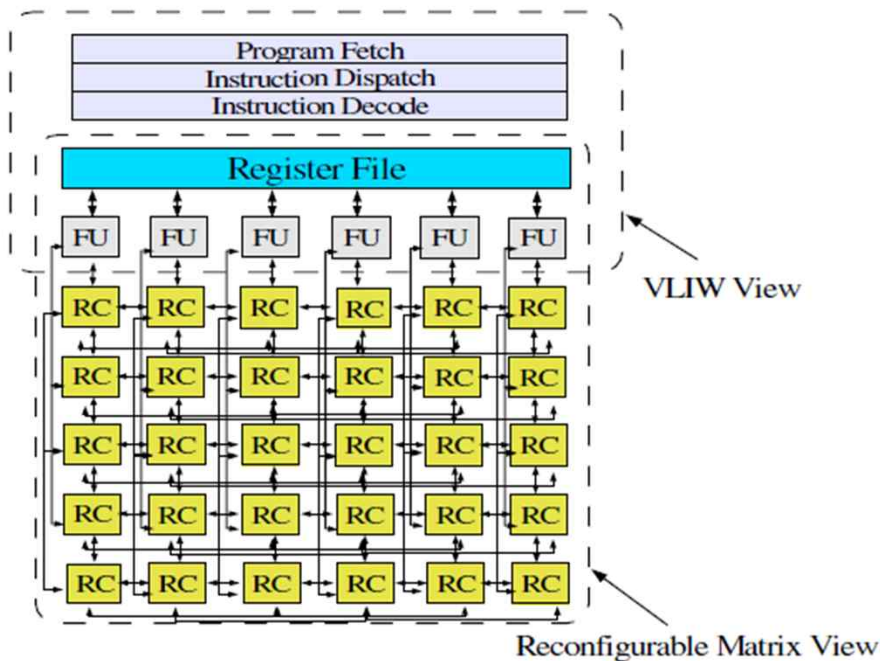 Program Fetch
Instruction Dispatch
Instruction Decode
Register File
FU FU FU FU FU FU
VLIW View
RC RC RC RC RC RC
RC RC RC RC RC RC
RC RC RC RC RC RC
RC RC RC RC RC RC
RC RC RC RC RC RC
Reconfigurable Matrix View